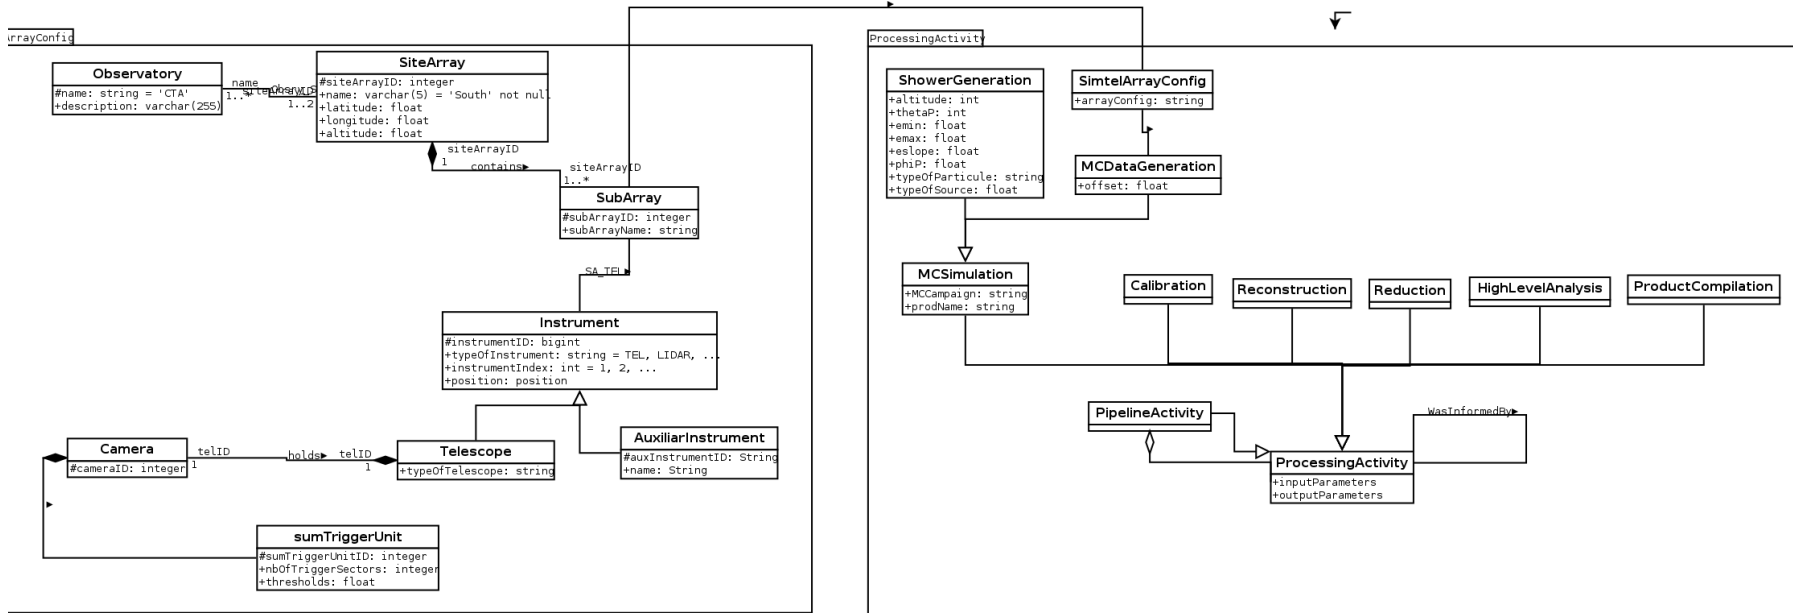 ArrayConfig
Observatory
#name: string = 'CTA'
+description: varchar(255)
name
1..*
1..2
SiteArray
#siteArrayID: integer
+name: varchar(5) = 'South' not null
+latitude: float
+longitude: float
+altitude: float
siteArrayID
1
contains
siteArrayID
1..*
SubArray
#subArrayID: integer
+subArrayName: string
SA_TEL
Instrument
#instrumentID: bigint
+typeOfInstrument: string = TEL, LIDAR, ...
+instrumentIndex: int = 1, 2, ...
+position: position
Camera
#cameraID: integer
telID
1
holds
telID
1
Telescope
+typeOfTelescope: string
AuxiliarInstrument
#auxInstrumentID: String
+name: String
sumTriggerUnit
#sumTriggerUnitID: integer
+nbOfTriggerSectors: integer
+thresholds: float
ProcessingActivity
ShowerGeneration
+altitude: int
+thetaP: int
+emin: float
+emax: float
+eslope: float
+phiP: float
+typeOfParticule: string
+typeOfSource: float
SimtelArrayConfig
+arrayConfig: string
MCDataGeneration
+offset: float
MCSimulation
+MCCampaign: string
+prodName: string
Calibration
Reconstruction
Reduction
HighLevelAnalysis
ProductCompilation
PipelineActivity
WasInformedBy
ProcessingActivity
+inputParameters
+outputParameters